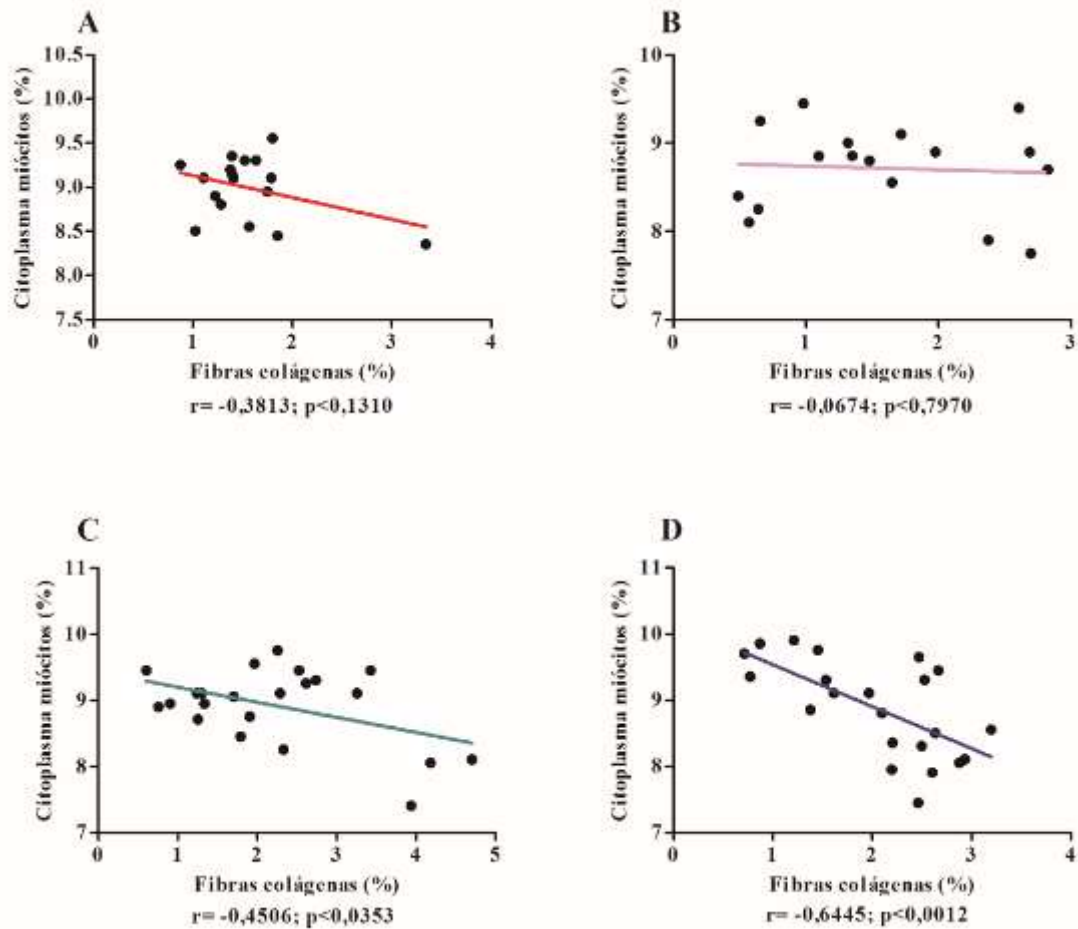 A
Citoplasma miócitos (%)
10.5
10.0
9.5
9.0
8.5
8.0
7.5
0 1 2 3 4
Fibras colágenas (%)
r= -0,3813; p<0,1310
B
Citoplasma miócitos (%)
10
9
8
7
0 1 2 3
Fibras colágenas (%)
r= -0,0674; p<0,7970
C
Citoplasma miócitos (%)
11
10
9
8
7
0 1 2 3 4 5
Fibras colágenas (%)
r= -0,4506; p<0,0353
D
Citoplasma miócitos (%)
11
10
9
8
7
0 1 2 3 4
Fibras colágenas (%)
r= -0,6445; p<0,0012